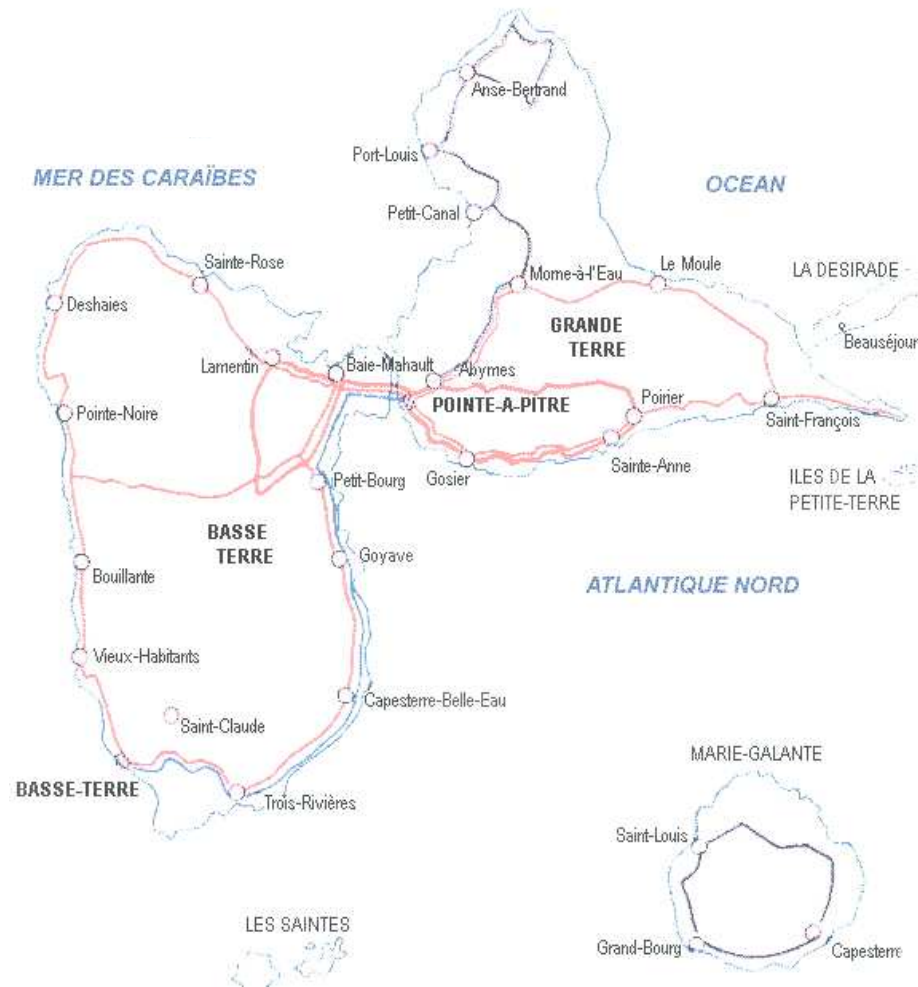 Anse-Bertrand
Port-Louis
MER DES CARAÏBES
OCEAN
Petit-Canal
Sainte-Rose
Morne-à-l'Eau
Le Moule
LA DESIRADE
Deshaies
GRANDE
TERRE
Beauséjour
Lamentin
Baie-Mahault
Abymes
POINTE-A-PITRE
Poirier
Pointe-Noire
Saint-François
Sainte-Anne
Gosier
Petit-Bourg
ILES DE LA
PETITE-TERRE
BASSE
TERRE
Goyave
Bouillante
ATLANTIQUE NORD
Vieux-Habitants
Capesterre-Belle-Eau
Saint-Claude
MARIE-GALANTE
BASSE-TERRE
Trois-Rivières
Saint-Louis
LES SAINTES
Grand-Bourg
Capesterre